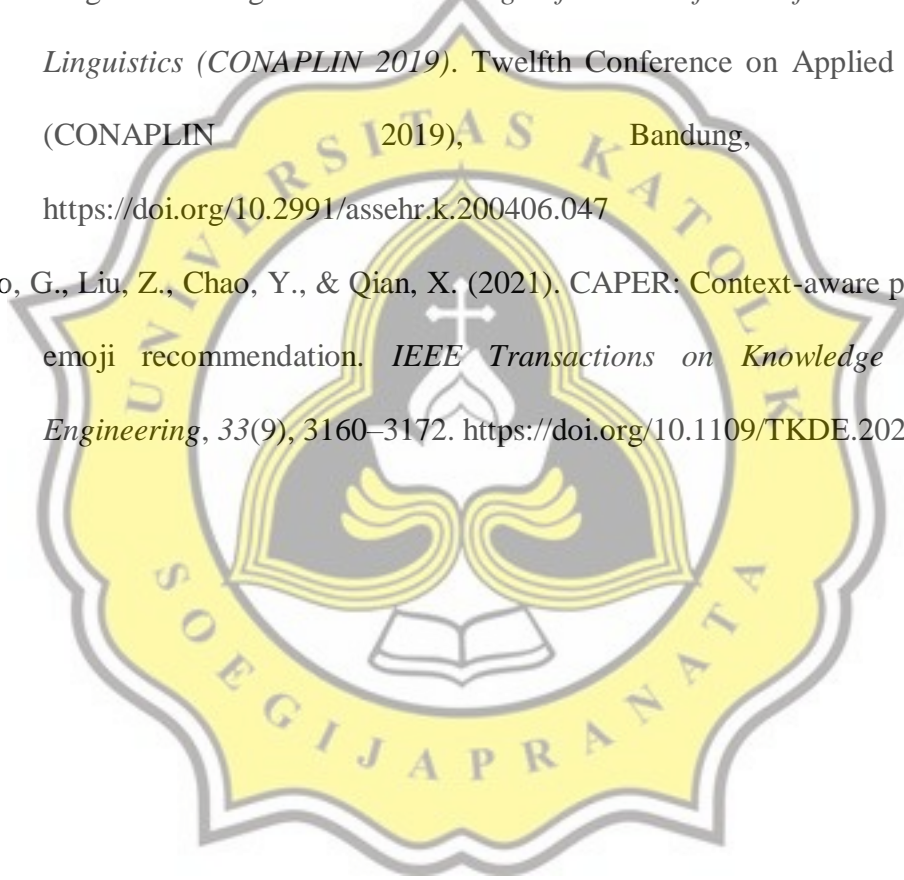 Linguistics (CONAPLIN 2019). Twelfth Conference on Applied
(CONAPLIN 2019), Bandung,
https://doi.org/10.2991/assehr.k.200406.047
o, G., Liu, Z., Chao, Y., & Qian, X. (2021). CAPER: Context-aware p
emoji recommendation. IEEE Transactions on Knowledge
Engineering, 33(9), 3160–3172. https://doi.org/10.1109/TKDE.202
UNIVERSITAS KATOLIK
SOEGIJAPRANATA